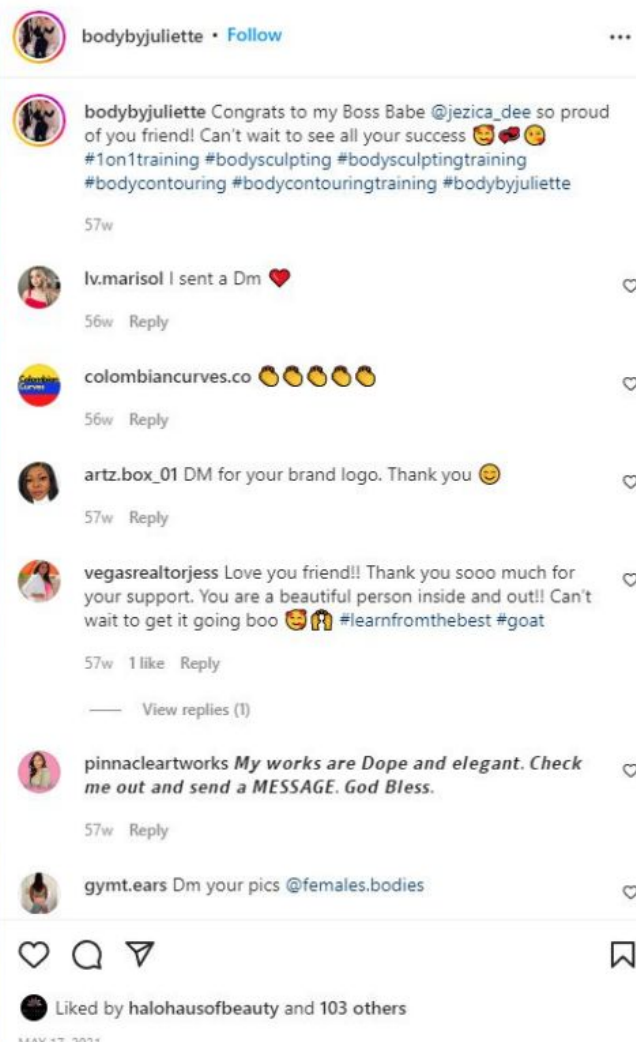 bodybyjuliette • Follow
bodybyjuliette Congrats to my Boss Babe @jezica_dee so proud
of you friend! Can't wait to see all your success 🥰💞😘
#1on1training #bodysculpting #bodysculptingtraining
#bodycontouring #bodycontouringtraining #bodybyjuliette
57w
lv.marisol I sent a Dm ❤️
56w Reply
Colombian
Curves
colombiancurves.co 👏👏👏👏👏
56w Reply
artz.box_01 DM for your brand logo. Thank you 😊
57w Reply
vegasrealtorjess Love you friend!! Thank you sooo much for
your support. You are a beautiful person inside and out!! Can't
wait to get it going boo 🥰🙌 #learnfromthebest #goat
57w 1 like Reply
View replies (1)
pinnacleartworks My works are Dope and elegant. Check
me out and send a MESSAGE. God Bless.
57w Reply
gymt.ears Dm your pics @females.bodies
Liked by halohausofbeauty and 103 others
MAY 17, 2021